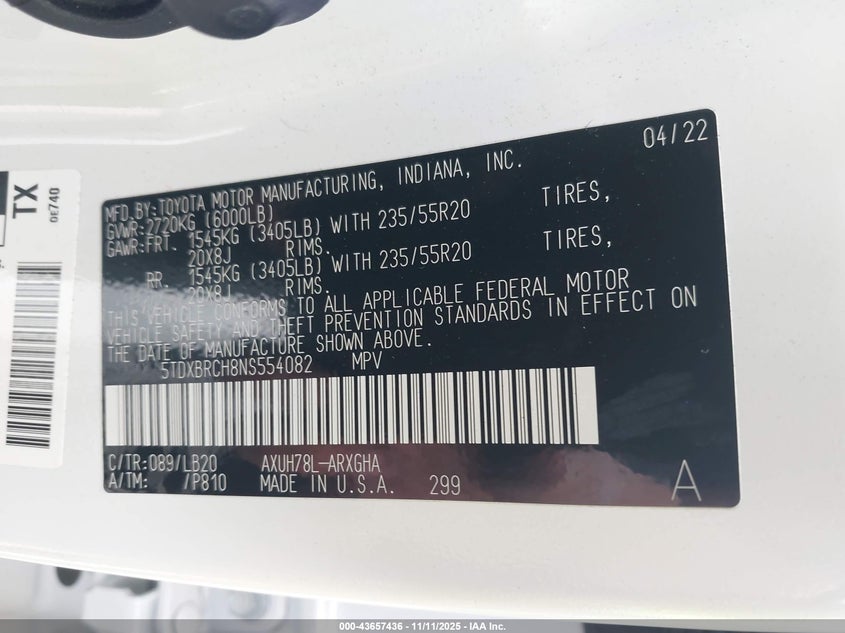 04/22
MFD.BY:TOYOTA MOTOR MANUFACTURING, INDIANA, INC.
GVWR:2720KG (6000LB)
GAWR:FRT. 1545KG (3405LB) WITH 235/55R20 TIRES,
20X8J RIMS.
RR. 1545KG (3405LB) WITH 235/55R20 TIRES,
20X8J RIMS.
THIS VEHICLE CONFORMS TO ALL APPLICABLE FEDERAL MOTOR
VEHICLE SAFETY AND THEFT PREVENTION STANDARDS IN EFFECT ON
THE DATE OF MANUFACTURE SHOWN ABOVE.
5TDXBRCH8NS554082 MPV
C/TR:089/LB20 AXUH78L-ARXGHA
A/TM: /P810 MADE IN U.S.A. 299
A
TX
0E740
000-43657436 - 11/11/2025 - IAA Inc.